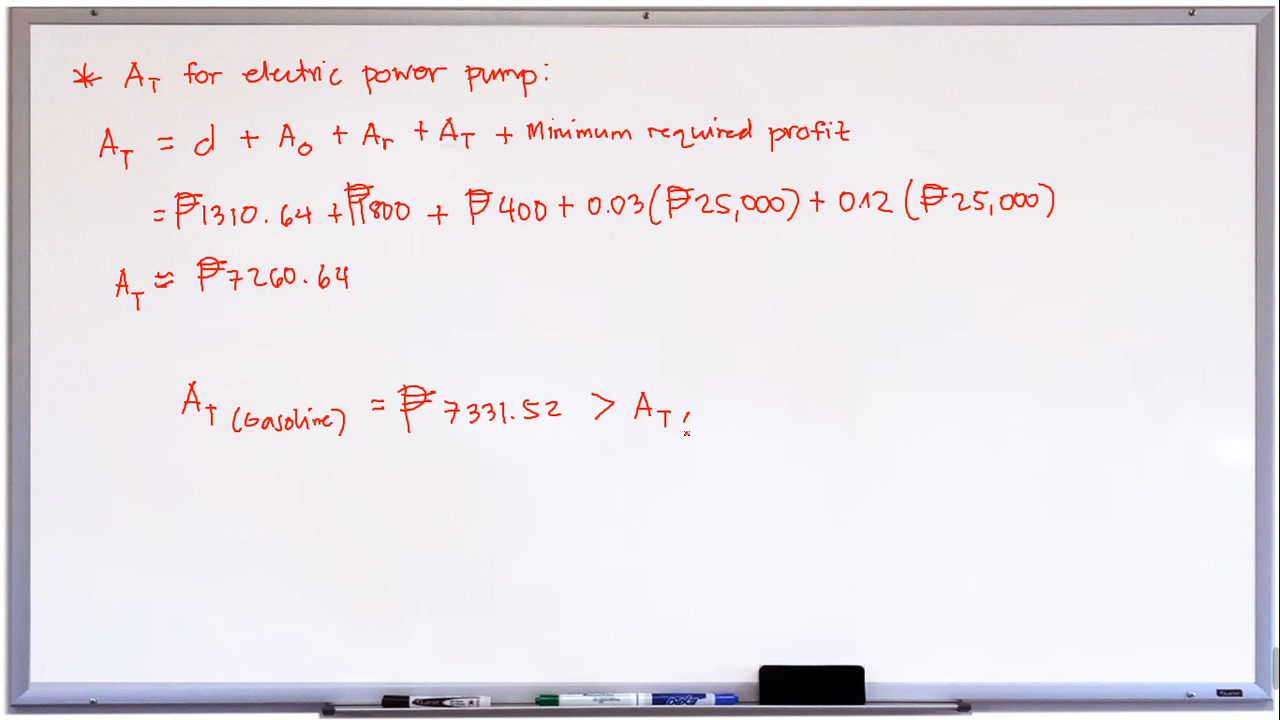 * A_T for electric power pump:
A_T = d + A_o + A_r + A_T + Minimum required profit
= ₱1310.64 + ₱1800 + ₱400 + 0.03(₱25,000) + 0.12 (₱25,000)
A_T ≈ ₱7260.64
A_T (Gasoline) = ₱7331.52 > A_T,